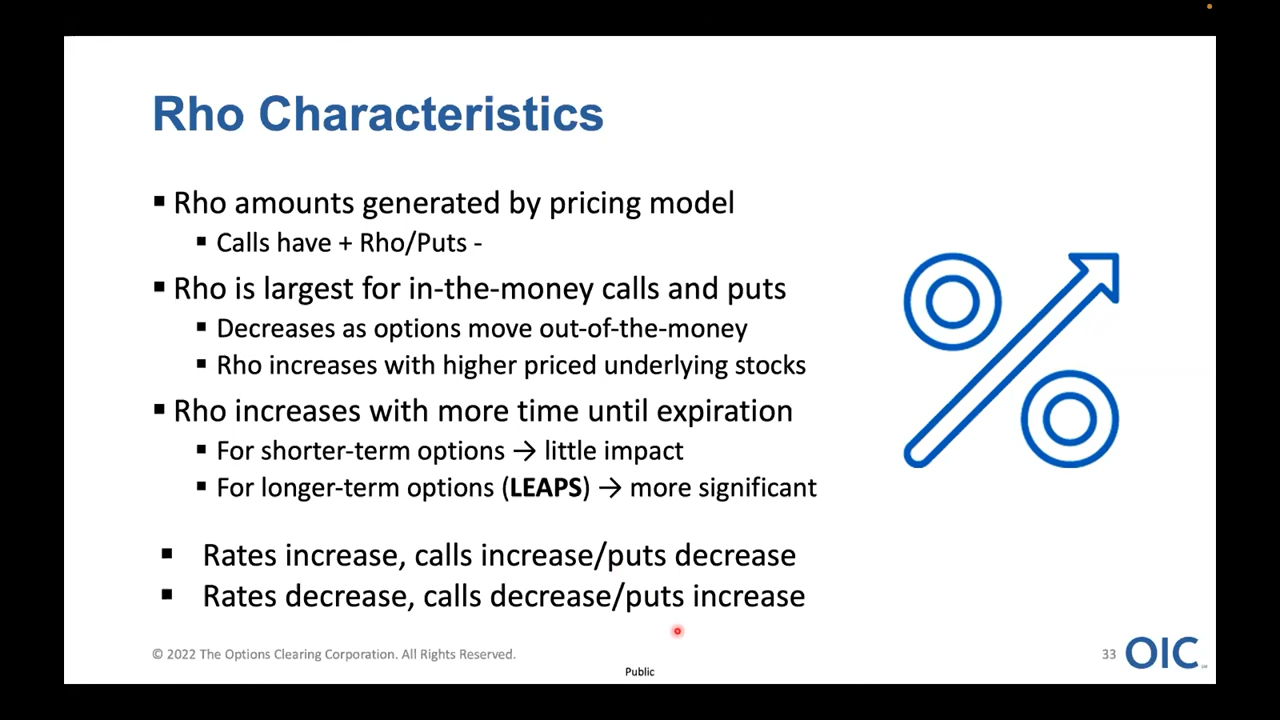 Rho Characteristics
▪ Rho amounts generated by pricing model
▪ Calls have + Rho/Puts -
▪ Rho is largest for in-the-money calls and puts
▪ Decreases as options move out-of-the-money
▪ Rho increases with higher priced underlying stocks
▪ Rho increases with more time until expiration
▪ For shorter-term options → little impact
▪ For longer-term options (LEAPS) → more significant
▪ Rates increase, calls increase/puts decrease
▪ Rates decrease, calls decrease/puts increase
© 2022 The Options Clearing Corporation. All Rights Reserved.
33 OIC
Public